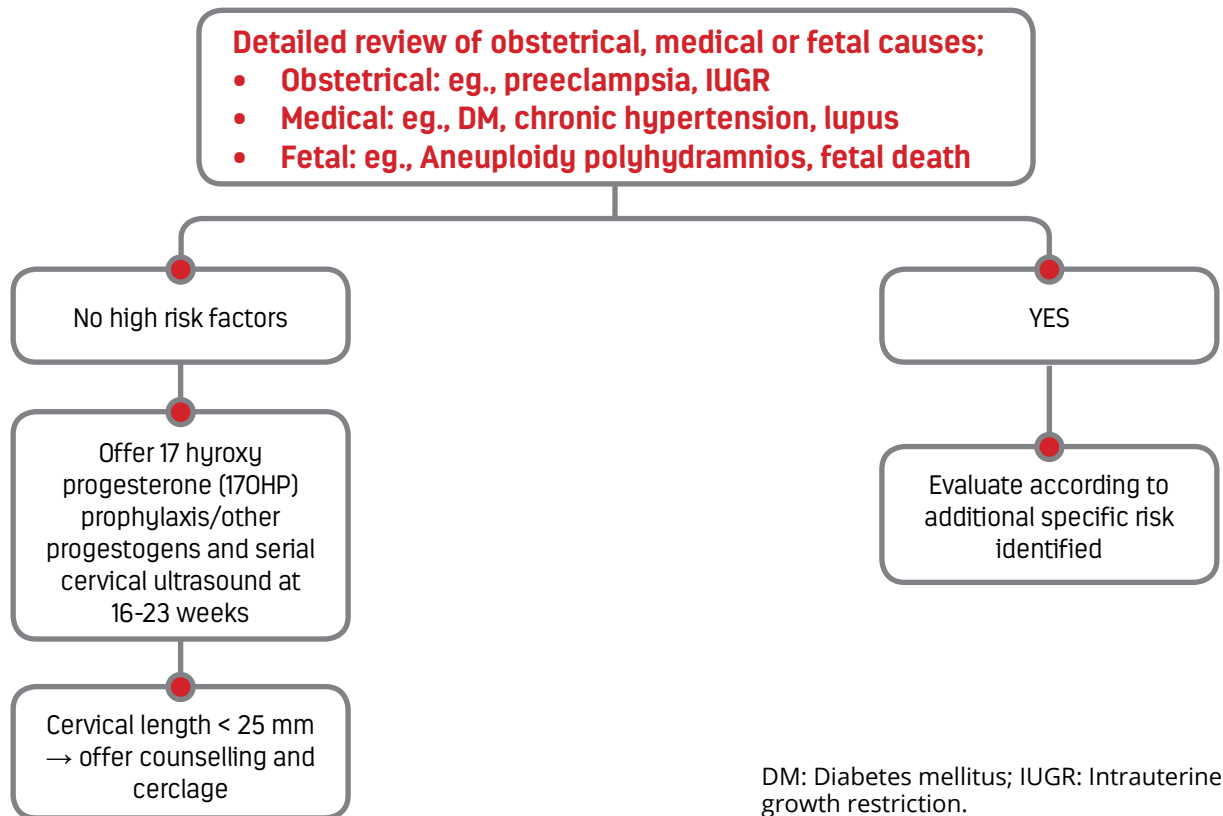 Detailed review of obstetrical, medical or fetal causes;
• Obstetrical: eg., preeclampsia, IUGR
• Medical: eg., DM, chronic hypertension, lupus
• Fetal: eg., Aneuploidy polyhydramnios, fetal death
No high risk factors
YES
Offer 17 hyroxy
progesterone (17OHP)
prophylaxis/other
progestogens and serial
cervical ultrasound at
16-23 weeks
Evaluate according to
additional specific risk
identified
Cervical length < 25 mm
→ offer counselling and
cerclage
DM: Diabetes mellitus; IUGR: Intrauterine
growth restriction.